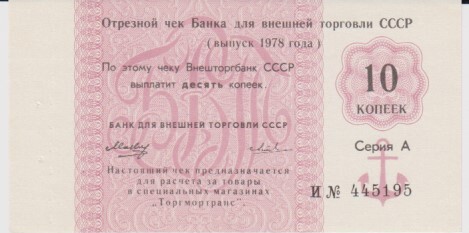 Отрезной чек Банка для внешней торговли СССР
(выпуск 1978 года)
По этому чеку Внешторгбанк СССР
выплатит десять копеек.
БАНК ДЛЯ ВНЕШНЕЙ ТОРГОВЛИ СССР
Настоящий чек предназначается
для расчета за товары
в специальных магазинах
„Торгмортранс".
10
КОПЕЕК
Серия А
И № 445195